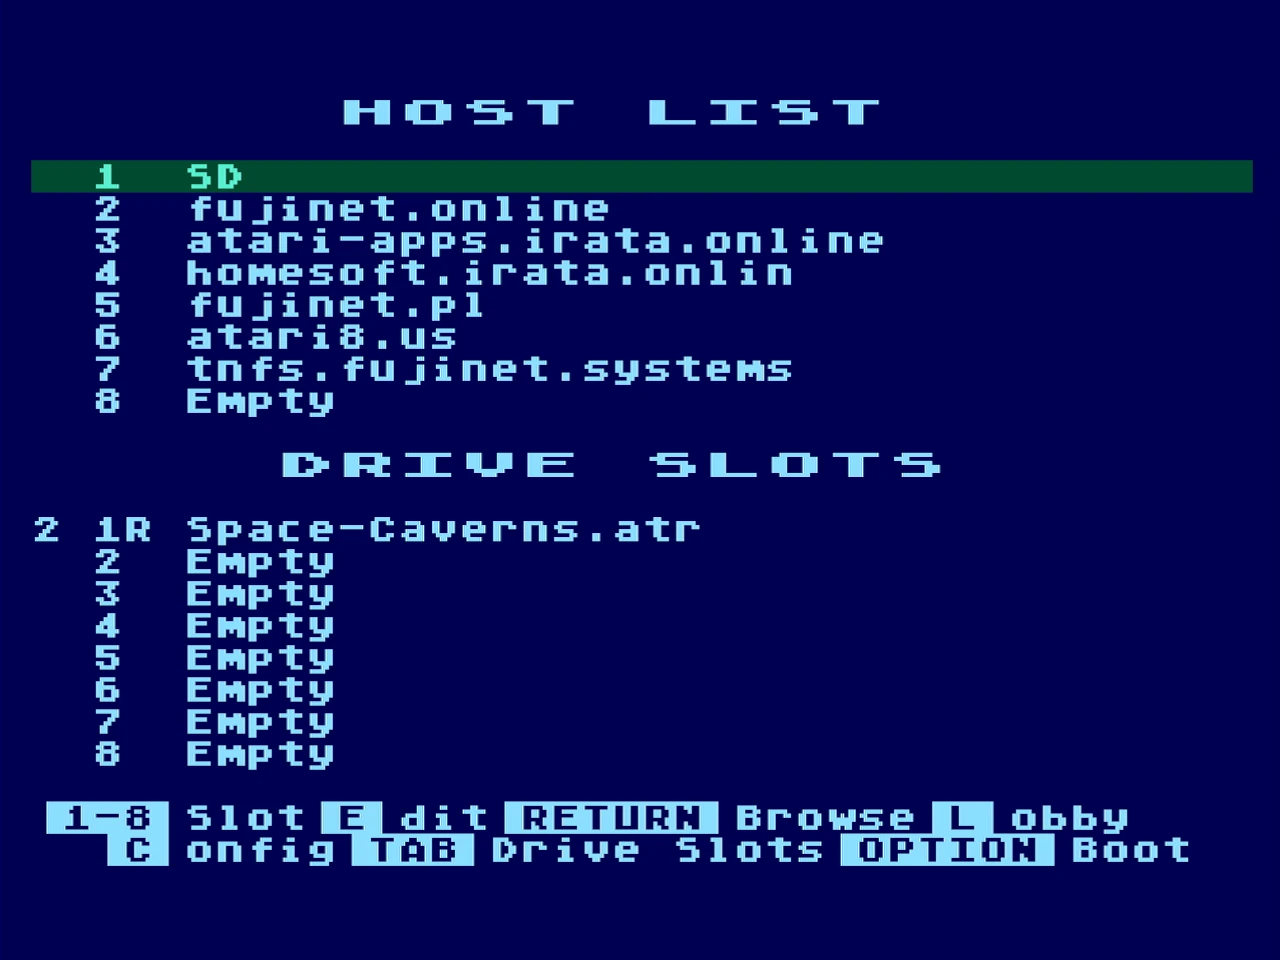 HOST LIST
1 SD
2 fujinet.online
3 atari-apps.irata.online
4 homesoft.irata.onlin
5 fujinet.pl
6 atari8.us
7 tnfs.fujinet.systems
8 Empty
DRIVE SLOTS
2 1R Space-Caverns.atr
2 Empty
3 Empty
4 Empty
5 Empty
6 Empty
7 Empty
8 Empty
1-8 Slot E dit RETURN Browse L obby
C onfig TAB Drive Slots OPTION Boot